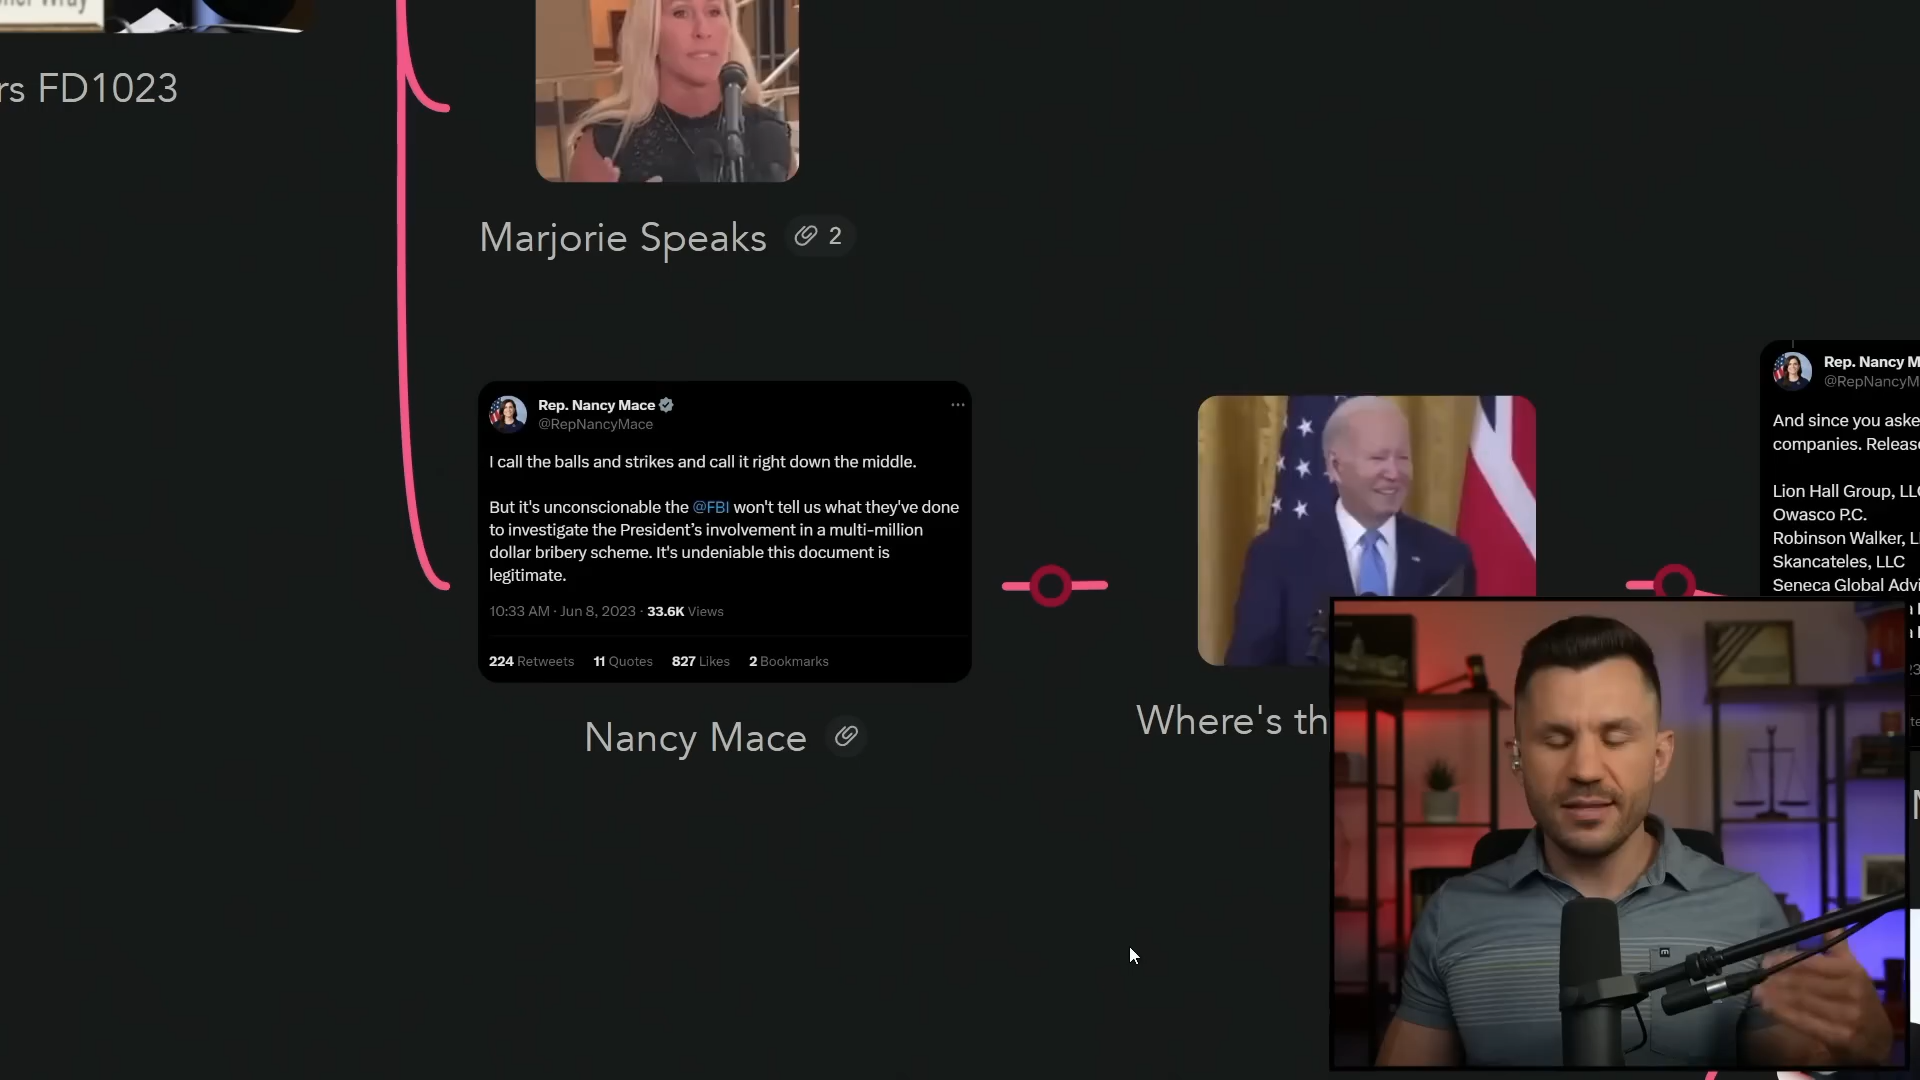 rs FD1023
Marjorie Speaks 2
Rep. Nancy Mace
@RepNancyMace
I call the balls and strikes and call it right down the middle.
But it's unconscionable the @FBI won't tell us what they've done
to investigate the President’s involvement in a multi-million
dollar bribery scheme. It's undeniable this document is
legitimate.
10:33 AM · Jun 8, 2023 · 33.6K Views
224 Retweets 11 Quotes 827 Likes 2 Bookmarks
Nancy Mace
Where's th
Rep. Nancy M
@RepNancyM
And since you aske
companies. Release
Lion Hall Group, LLC
Owasco P.C.
Robinson Walker, L
Skancateles, LLC
Seneca Global Advi